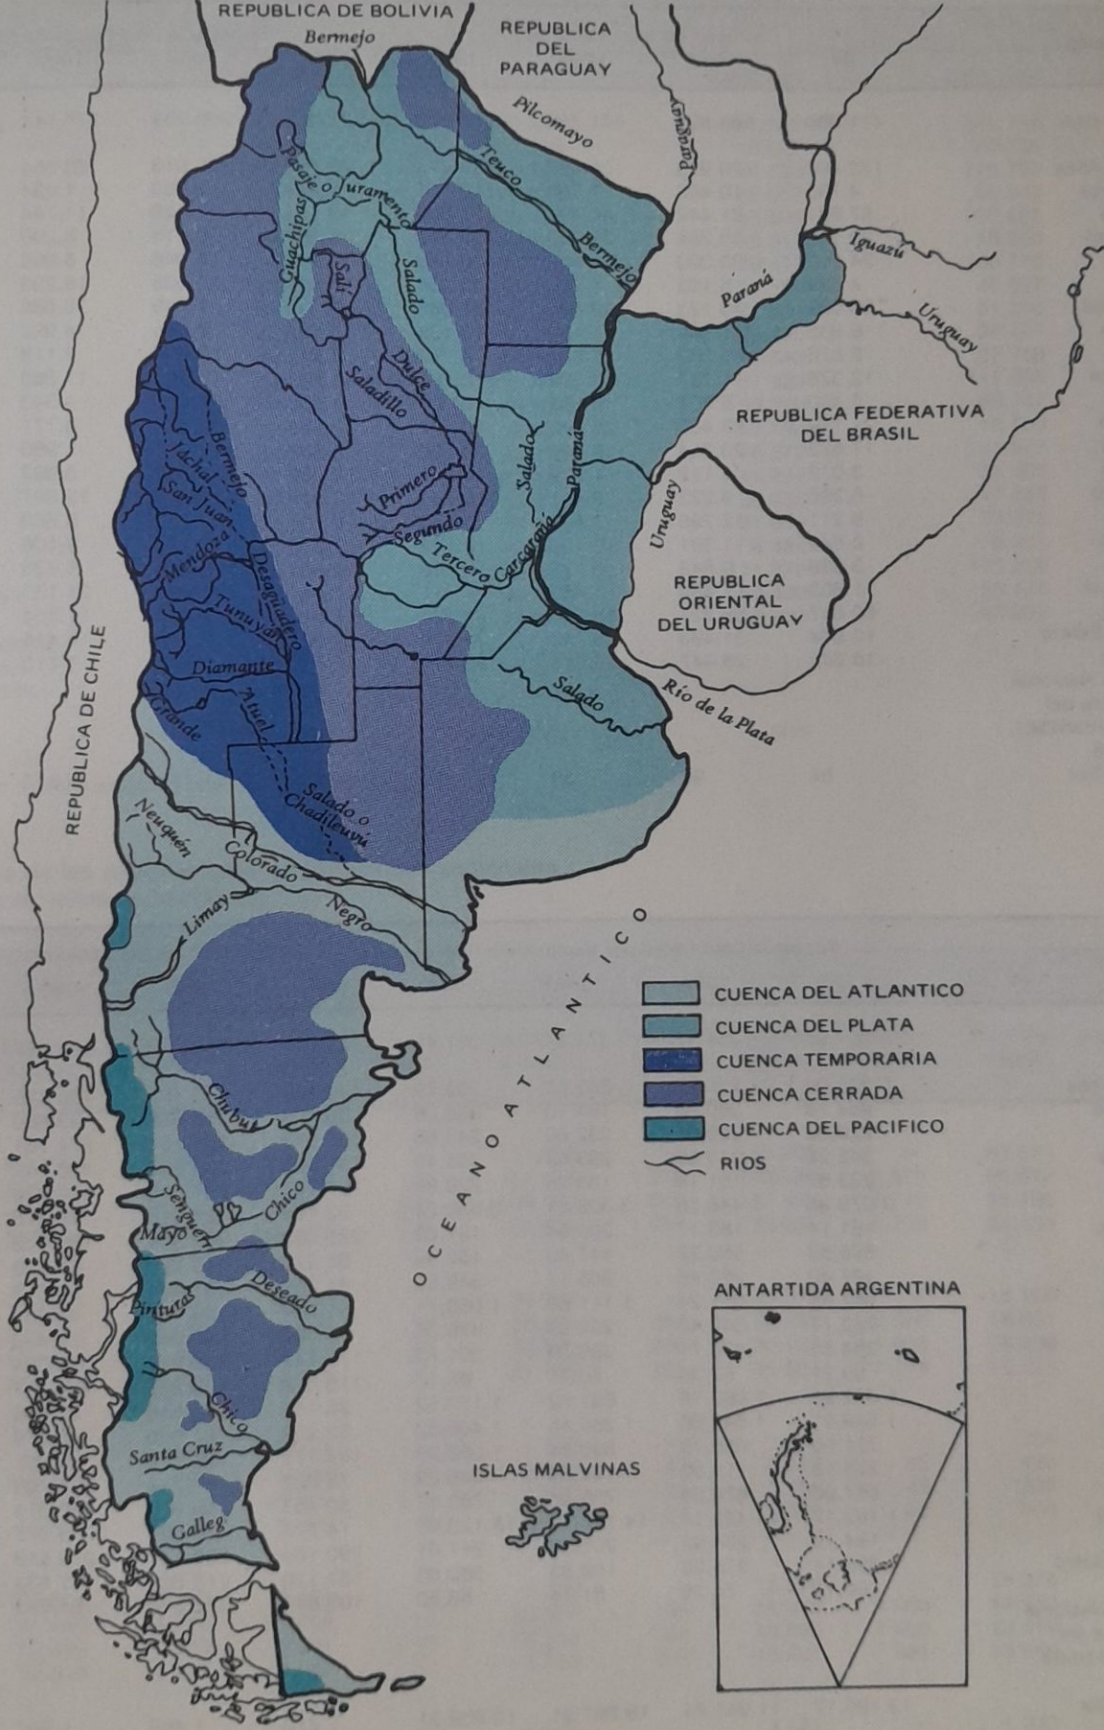 REPUBLICA DE BOLIVIA
Bermejo
REPUBLICA
DEL
PARAGUAY
Pilcomayo
Paraguay
Teuco
Pasaje o Juramento
Guachipas
Bermejo
Iguazú
Salí
Salado
Paraná
Uruguay
Dulce
Saladillo
REPUBLICA FEDERATIVA
DEL BRASIL
Bermejo
Jáchal
San Juan
Primero
Salado
Paraná
Segundo
Uruguay
Mendoza
Tercero
Carcarañá
Desaguadero
REPUBLICA
ORIENTAL
DEL URUGUAY
Tunuyán
REPUBLICA DE CHILE
Diamante
Atuel
Grande
Salado
Río de la Plata
Salado o
Chadileuvú
Neuquén
Colorado
Limay
Negro
OCEANO ATLANTICO
CUENCA DEL ATLANTICO
CUENCA DEL PLATA
CUENCA TEMPORARIA
CUENCA CERRADA
CUENCA DEL PACIFICO
RIOS
Chubut
Senguerr
Chico
Mayo
Deseado
Pinturas
ANTARTIDA ARGENTINA
Chico
Santa Cruz
ISLAS MALVINAS
Galleg